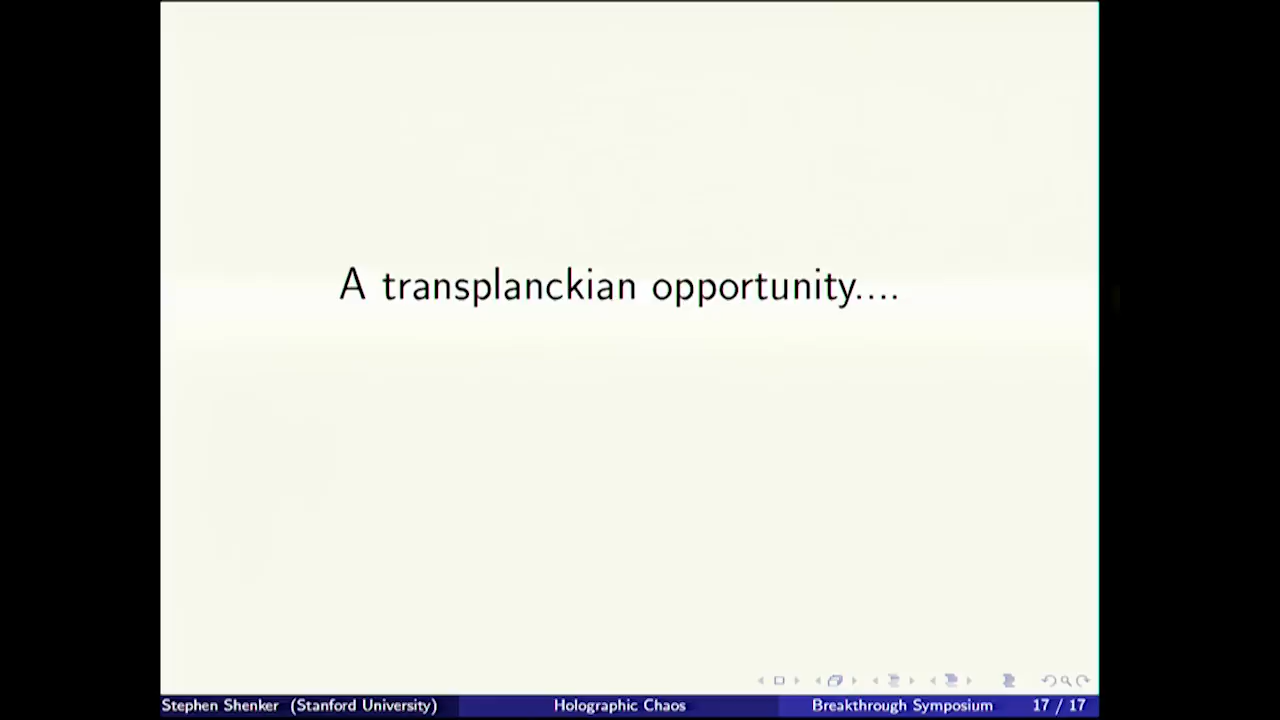 A transplanckian opportunity....
Stephen Shenker (Stanford University) Holographic Chaos Breakthrough Symposium 17 / 17